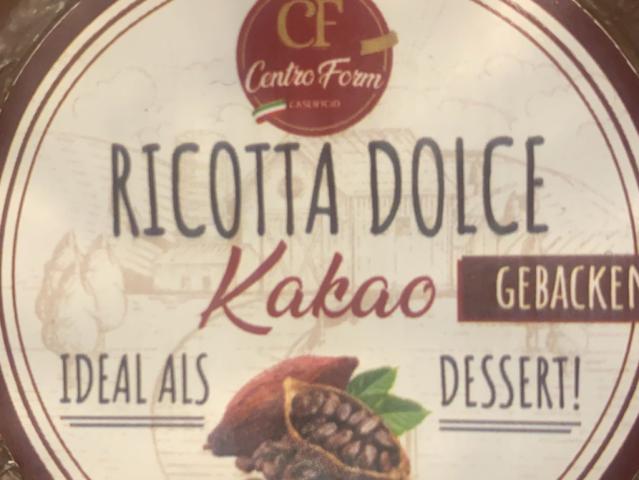 CF
Centro Form
CASEIFICIO
RICOTTA DOLCE
Kakao
GEBACKEN
IDEAL ALS
DESSERT!